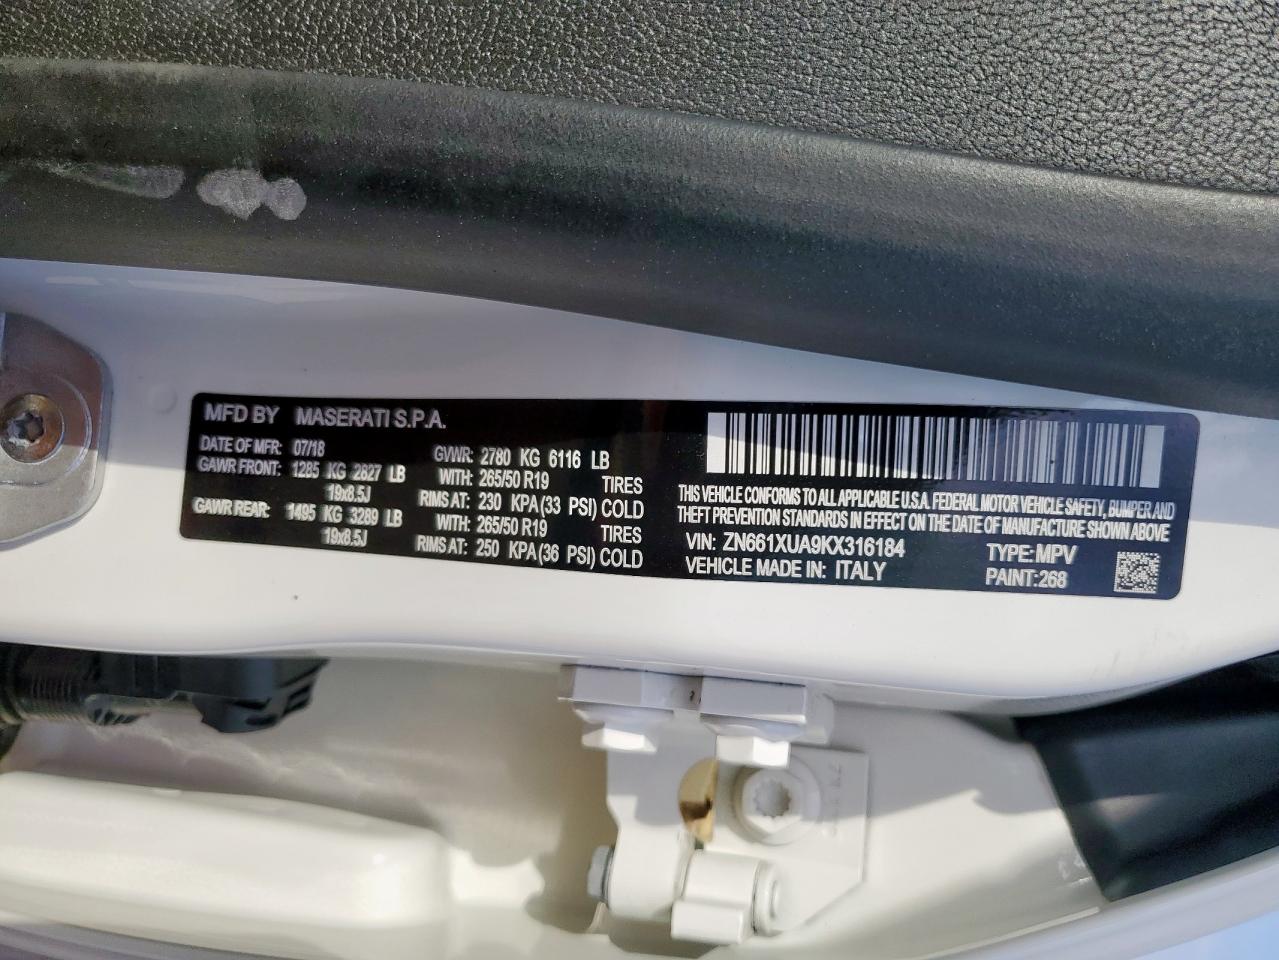 MFD BY MASERATI S.P.A.
DATE OF MFR: 07/18 GVWR: 2780 KG 6116 LB
GAWR FRONT: 1285 KG 2827 LB WITH: 265/50 R19 TIRES
19x8.5J RIMS AT: 230 KPA(33 PSI) COLD
GAWR REAR: 1495 KG 3289 LB WITH: 265/50 R19 TIRES
19x8.5J RIMS AT: 250 KPA(36 PSI) COLD
THIS VEHICLE CONFORMS TO ALL APPLICABLE U.S.A. FEDERAL MOTOR VEHICLE SAFETY, BUMPER AND
THEFT PREVENTION STANDARDS IN EFFECT ON THE DATE OF MANUFACTURE SHOWN ABOVE
VIN: ZN661XUA9KX316184 TYPE:MPV
VEHICLE MADE IN: ITALY PAINT:268